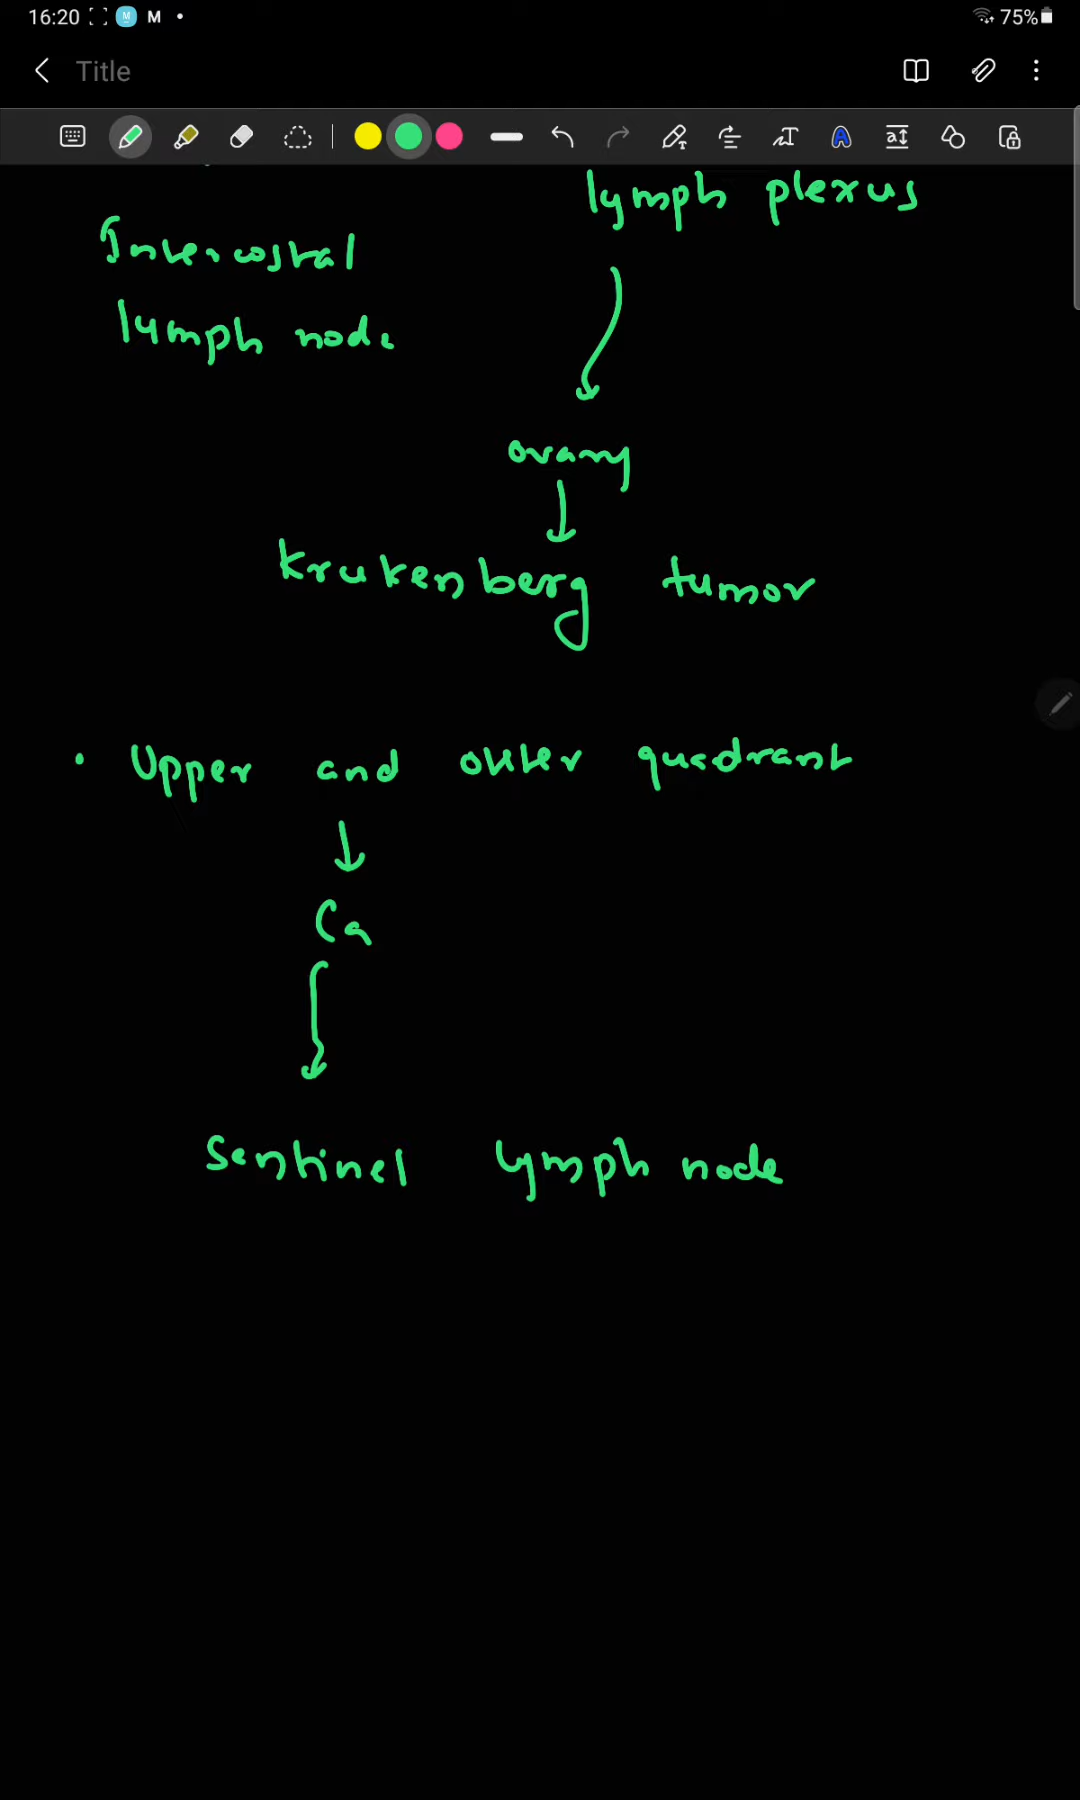 16:20 M 75%
Title
lymph plexus
Intercostal
lymph node
ovary
Krukenberg tumor
• Upper and outer quadrant
Ca
Sentinel lymph node